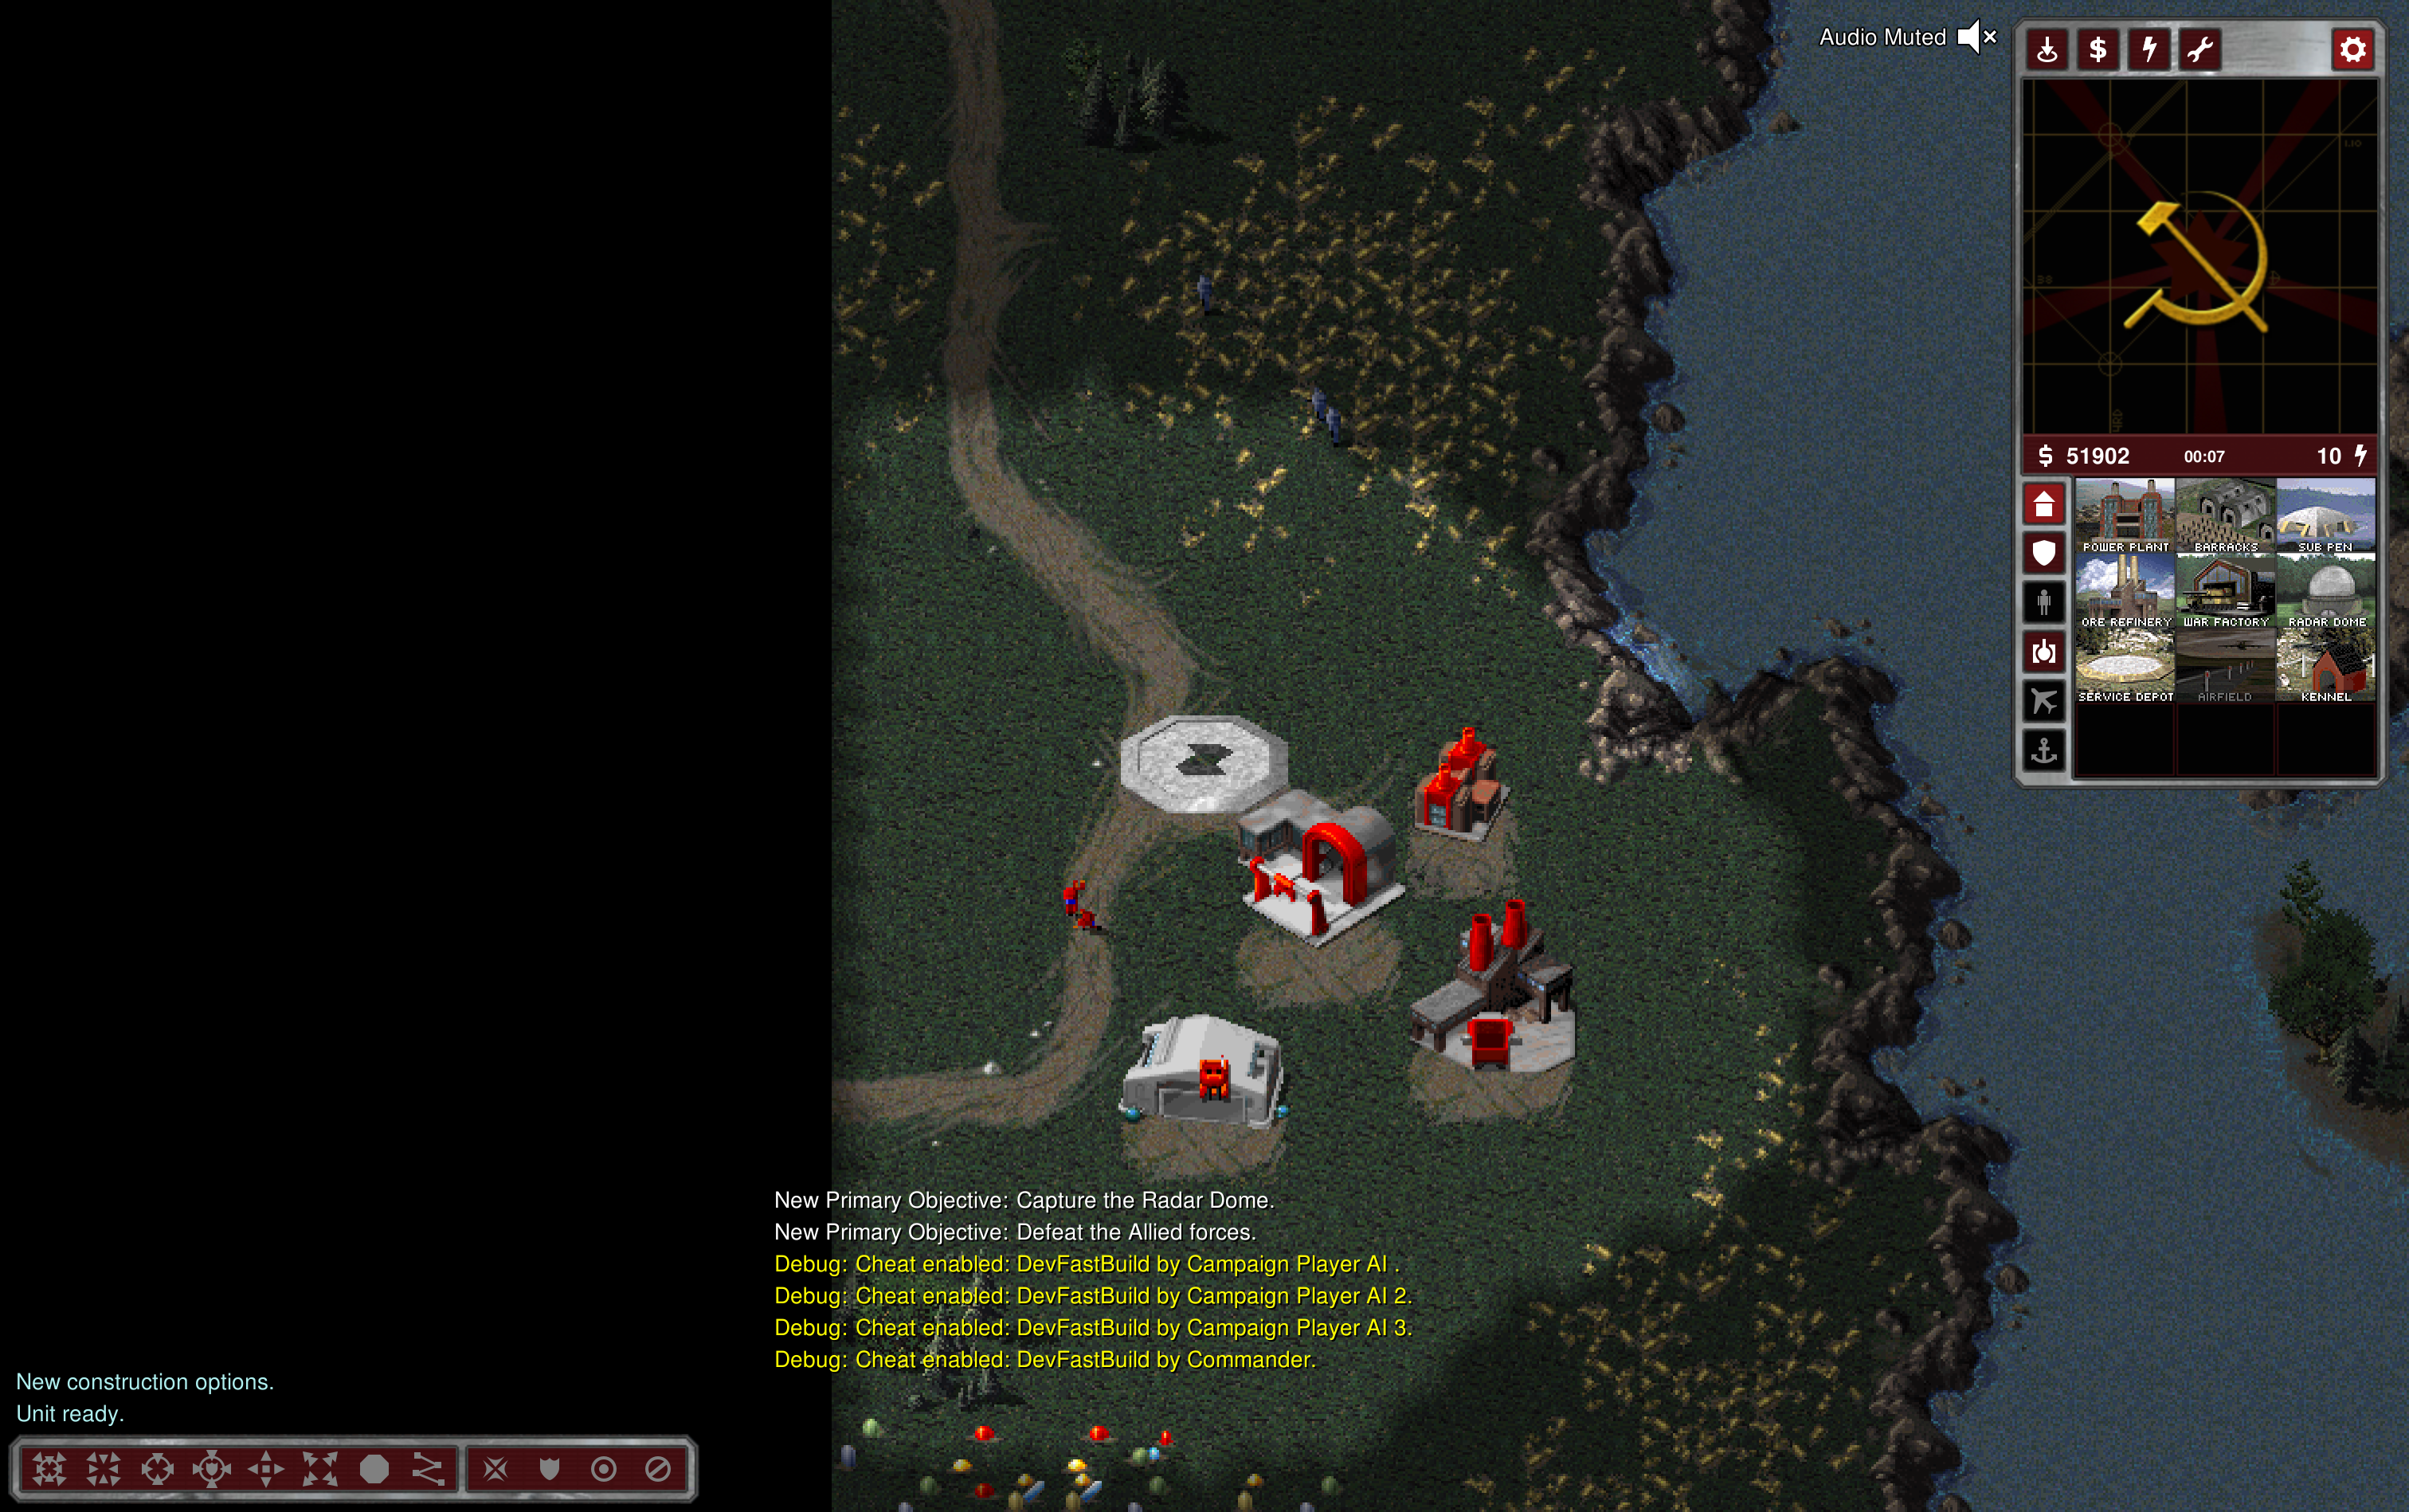 Audio Muted
$ 51902 00:07 10
POWER PLANT BARRACKS SUB PEN
ORE REFINERY WAR FACTORY RADAR DOME
SERVICE DEPOT AIRFIELD KENNEL
New Primary Objective: Capture the Radar Dome.
New Primary Objective: Defeat the Allied forces.
Debug: Cheat enabled: DevFastBuild by Campaign Player AI .
Debug: Cheat enabled: DevFastBuild by Campaign Player AI 2.
Debug: Cheat enabled: DevFastBuild by Campaign Player AI 3.
Debug: Cheat enabled: DevFastBuild by Commander.
New construction options.
Unit ready.